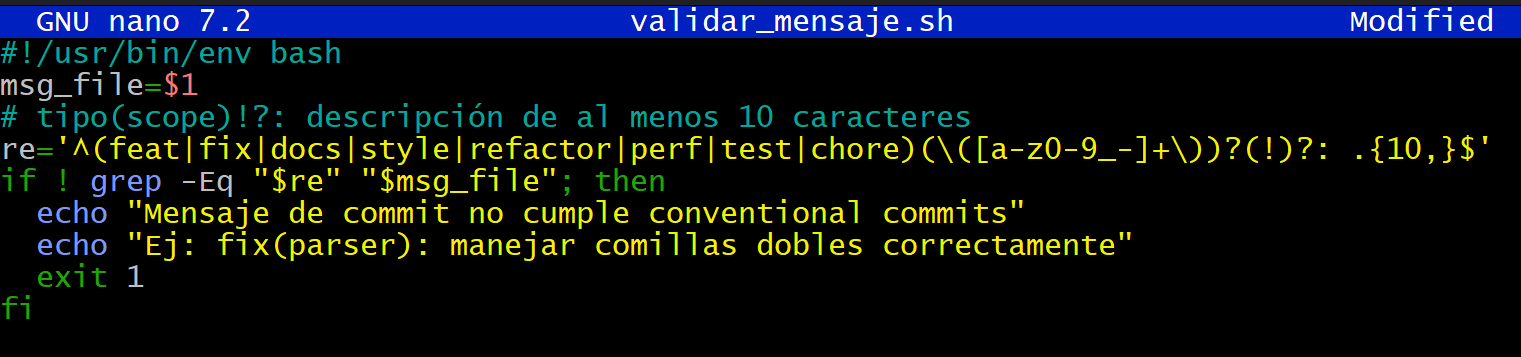 GNU nano 7.2 validar_mensaje.sh Modified
#!/usr/bin/env bash
msg_file=$1
# tipo(scope)!?: descripción de al menos 10 caracteres
re='^(feat|fix|docs|style|refactor|perf|test|chore)(\([a-z0-9_-]+\))?(!)?: .{10,}$'
if ! grep -Eq "$re" "$msg_file"; then
  echo "Mensaje de commit no cumple conventional commits"
  echo "Ej: fix(parser): manejar comillas dobles correctamente"
  exit 1
fi